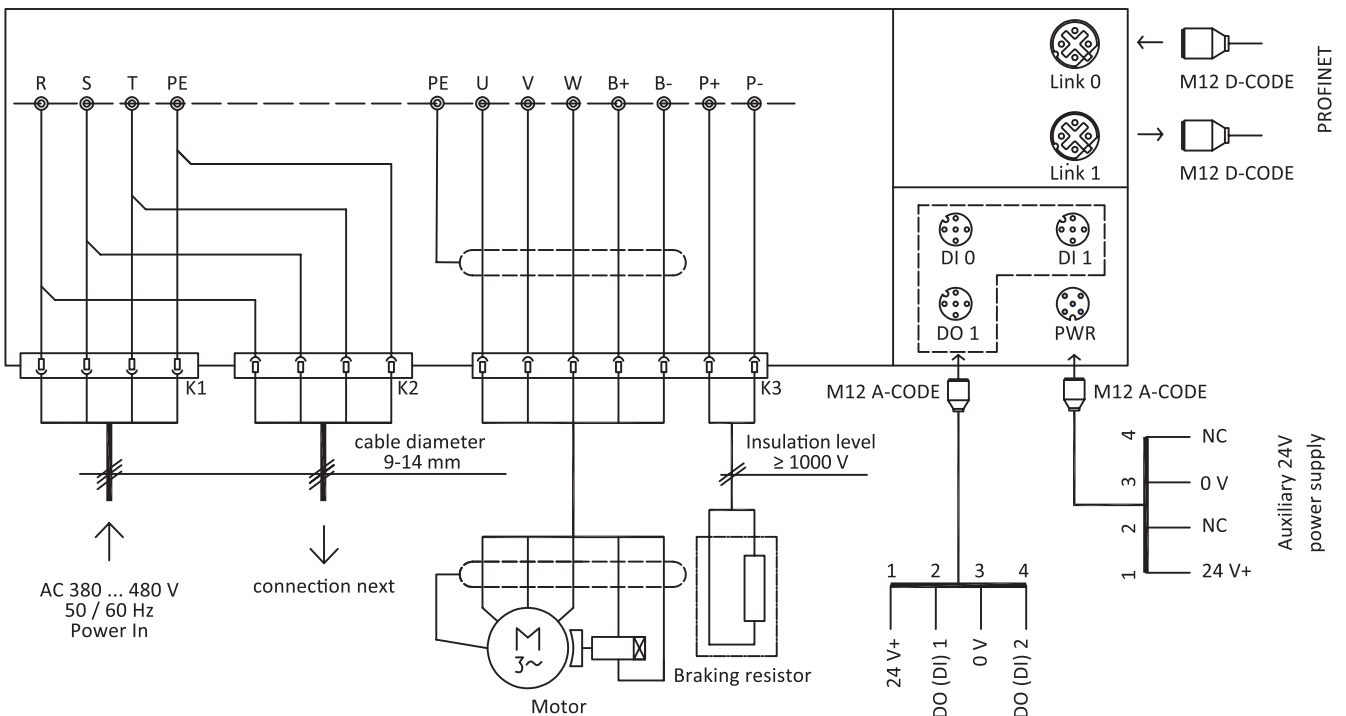 R S T PE PE U V W B+ B- P+ P-
Link 0
M12 D-CODE
Link 1
M12 D-CODE
PROFINET
DI 0 DI 1
DO 1 PWR
K1 K2 K3
M12 A-CODE
M12 A-CODE
cable diameter
9-14 mm
Insulation level
≥ 1000 V
4 NC
3 0 V
2 NC
1 24 V+
Auxiliary 24V
power supply
AC 380 ... 480 V
50 / 60 Hz
Power In
connection next
M
3~
Motor
Braking resistor
1 2 3 4
24 V+
DO (DI) 1
0 V
DO (DI) 2